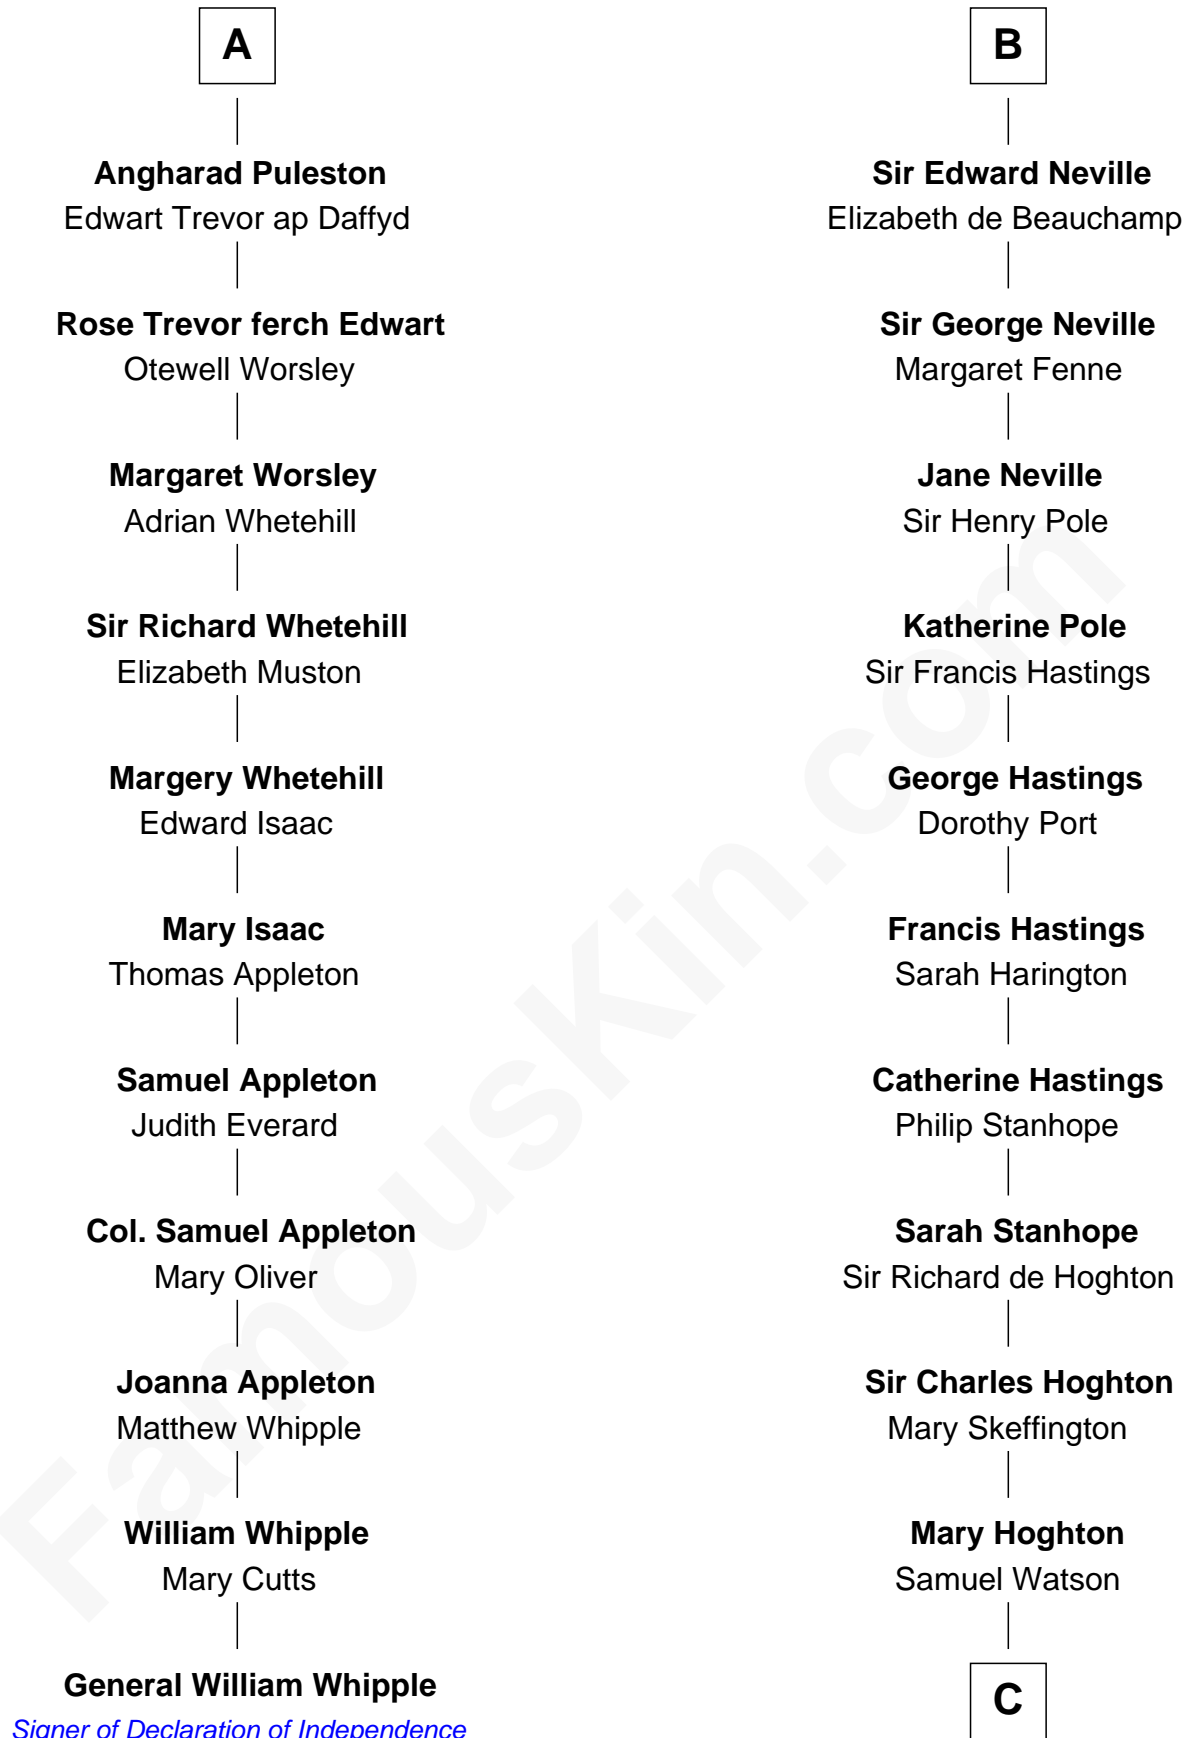 A
Angharad Puleston
Edwart Trevor ap Daffyd
Rose Trevor ferch Edwart
Otewell Worsley
Margaret Worsley
Adrian Whetehill
Sir Richard Whetehill
Elizabeth Muston
Margery Whetehill
Edward Isaac
Mary Isaac
Thomas Appleton
Samuel Appleton
Judith Everard
Col. Samuel Appleton
Mary Oliver
Joanna Appleton
Matthew Whipple
William Whipple
Mary Cutts
General William Whipple
Signer of Declaration of Independence
B
Sir Edward Neville
Elizabeth de Beauchamp
Sir George Neville
Margaret Fenne
Jane Neville
Sir Henry Pole
Katherine Pole
Sir Francis Hastings
George Hastings
Dorothy Port
Francis Hastings
Sarah Harington
Catherine Hastings
Philip Stanhope
Sarah Stanhope
Sir Richard de Hoghton
Sir Charles Hoghton
Mary Skeffington
Mary Hoghton
Samuel Watson
C
FamousKin.com